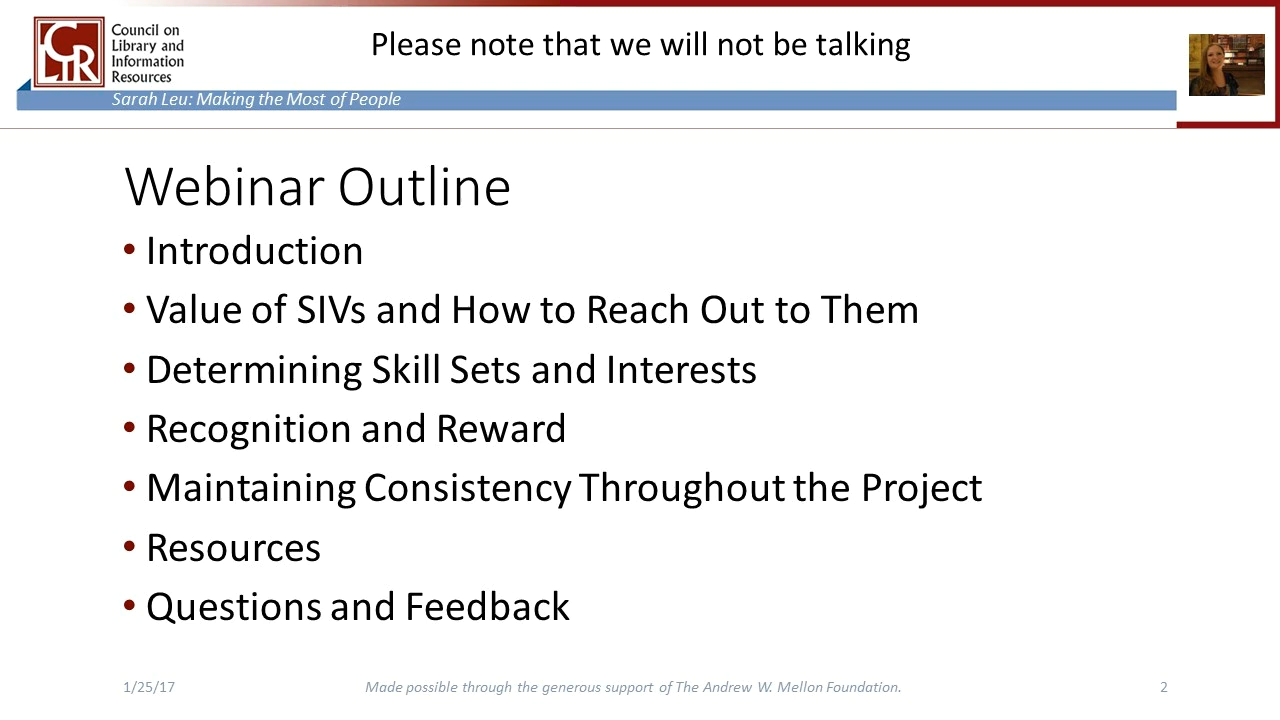 CLIR
Council on
Library and
Information
Resources
Please note that we will not be talking
Sarah Leu: Making the Most of People
Webinar Outline
• Introduction
• Value of SIVs and How to Reach Out to Them
• Determining Skill Sets and Interests
• Recognition and Reward
• Maintaining Consistency Throughout the Project
• Resources
• Questions and Feedback
1/25/17
Made possible through the generous support of The Andrew W. Mellon Foundation.
2